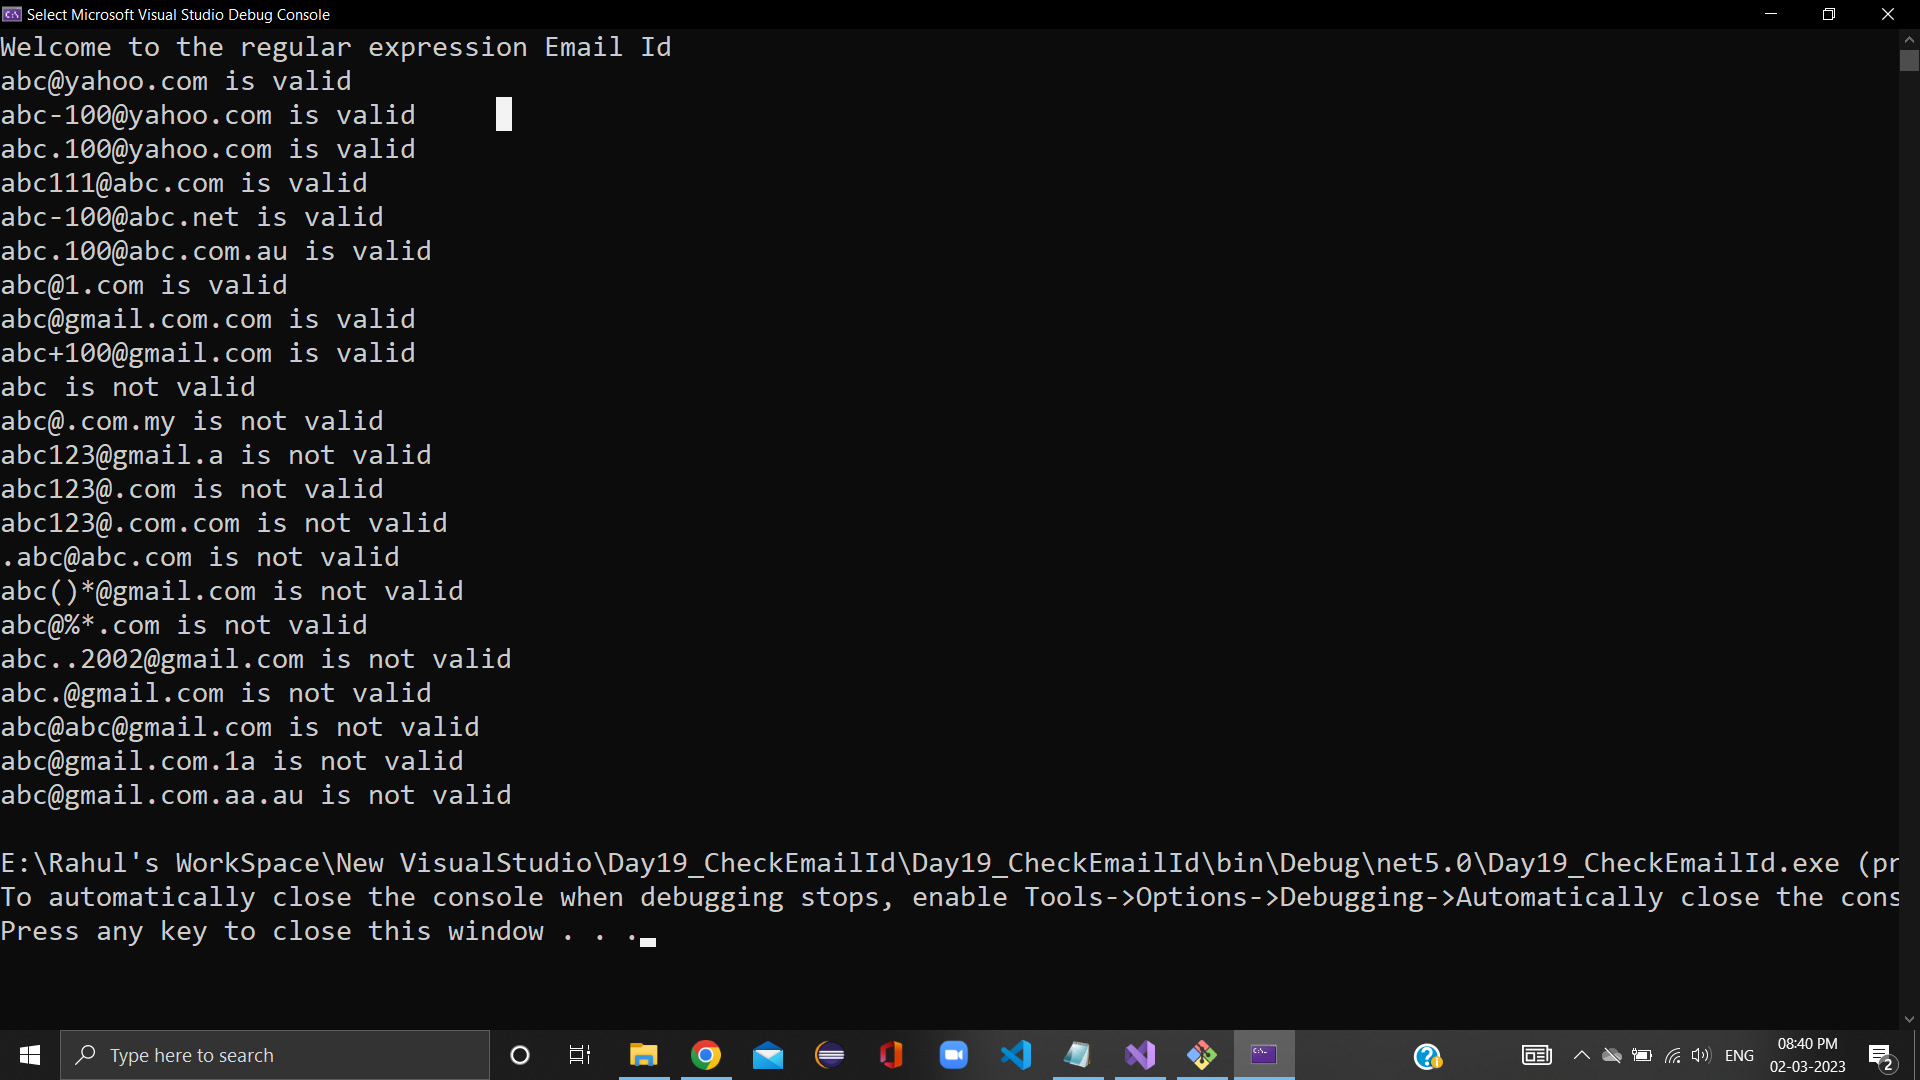 Select Microsoft Visual Studio Debug Console
Welcome to the regular expression Email Id
abc@yahoo.com is valid
abc-100@yahoo.com is valid
abc.100@yahoo.com is valid
abc111@abc.com is valid
abc-100@abc.net is valid
abc.100@abc.com.au is valid
abc@1.com is valid
abc@gmail.com.com is valid
abc+100@gmail.com is valid
abc is not valid
abc@.com.my is not valid
abc123@gmail.a is not valid
abc123@.com is not valid
abc123@.com.com is not valid
.abc@abc.com is not valid
abc()*@gmail.com is not valid
abc@%*.com is not valid
abc..2002@gmail.com is not valid
abc.@gmail.com is not valid
abc@abc@gmail.com is not valid
abc@gmail.com.1a is not valid
abc@gmail.com.aa.au is not valid
E:\Rahul's WorkSpace\New VisualStudio\Day19_CheckEmailId\Day19_CheckEmailId\bin\Debug\net5.0\Day19_CheckEmailId.exe (pr
To automatically close the console when debugging stops, enable Tools->Options->Debugging->Automatically close the cons
Press any key to close this window . . .
Type here to search
ENG
08:40 PM
02-03-2023
2